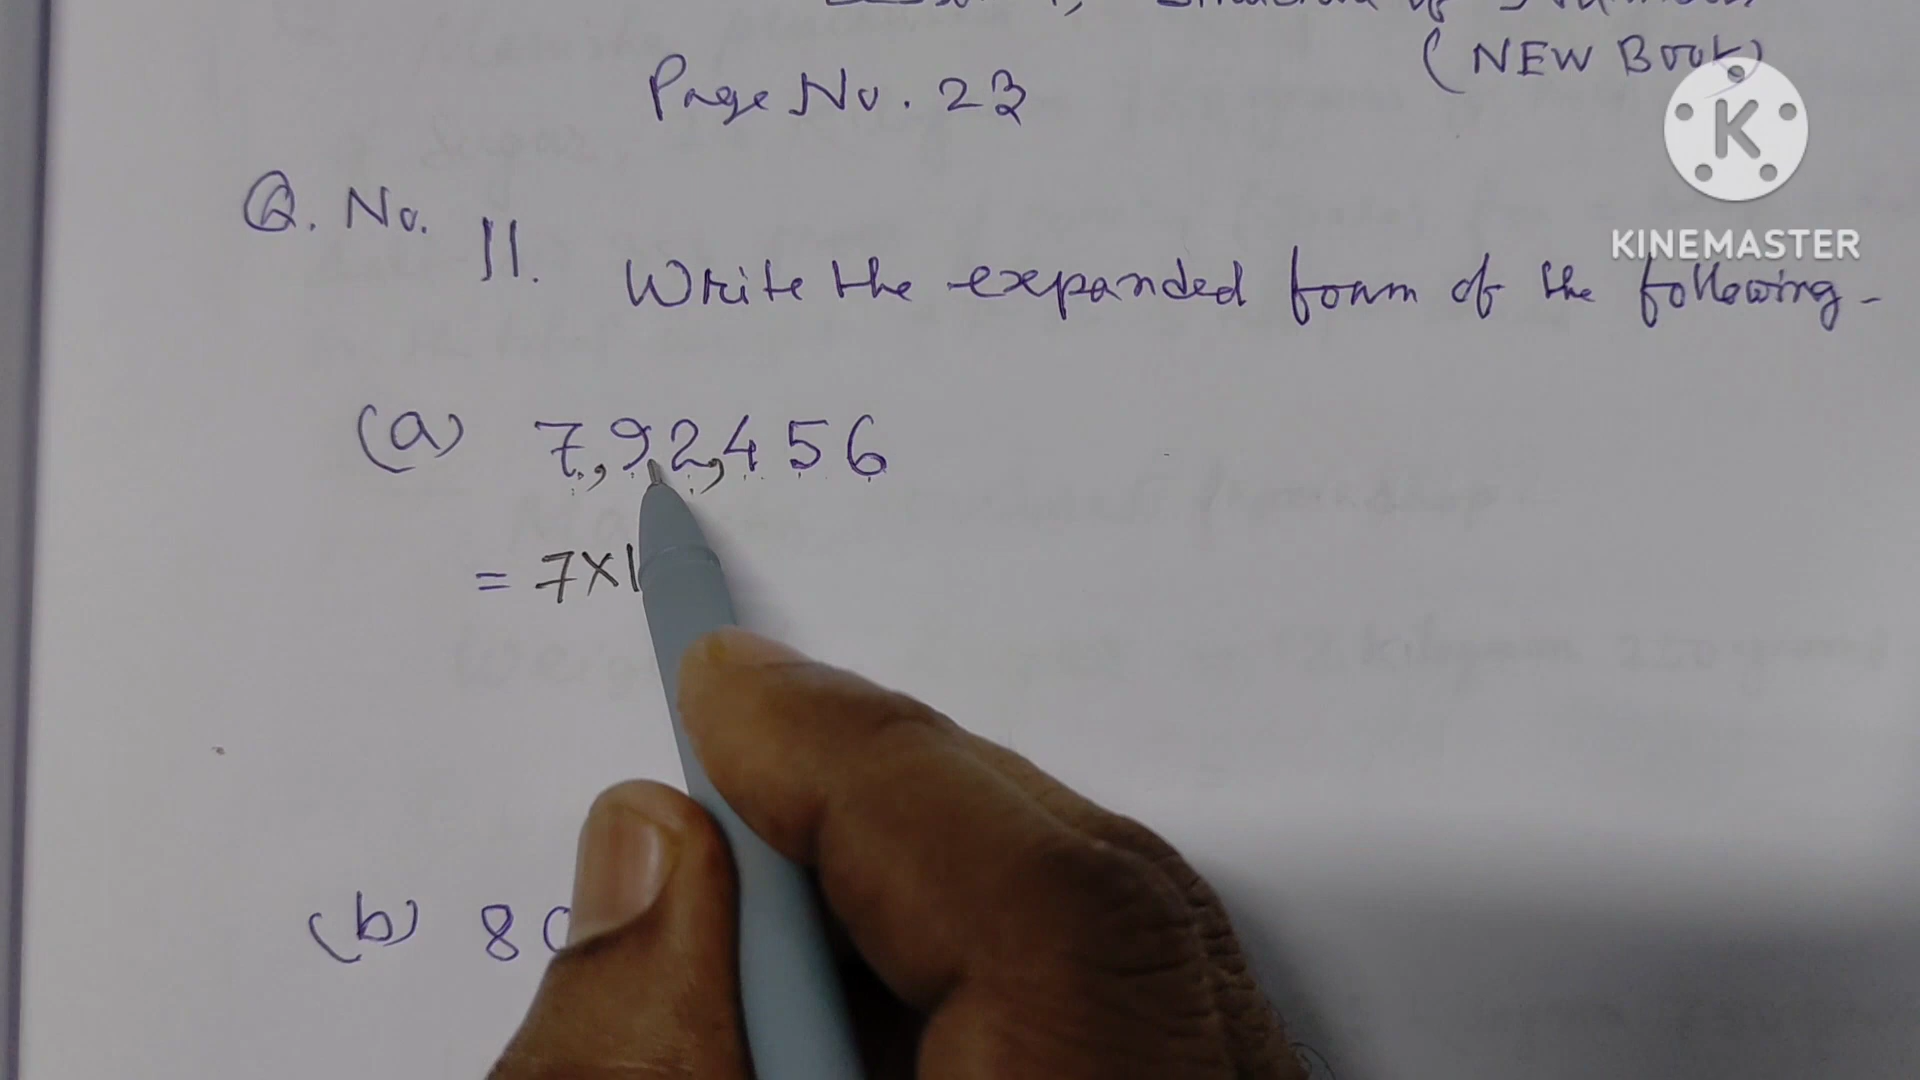 (NEW Book)
Page No. 23
K
KINEMASTER
Q. No. 11. Write the expanded form of the following-
(a) 7,92,456
= 7×1
(b) 80